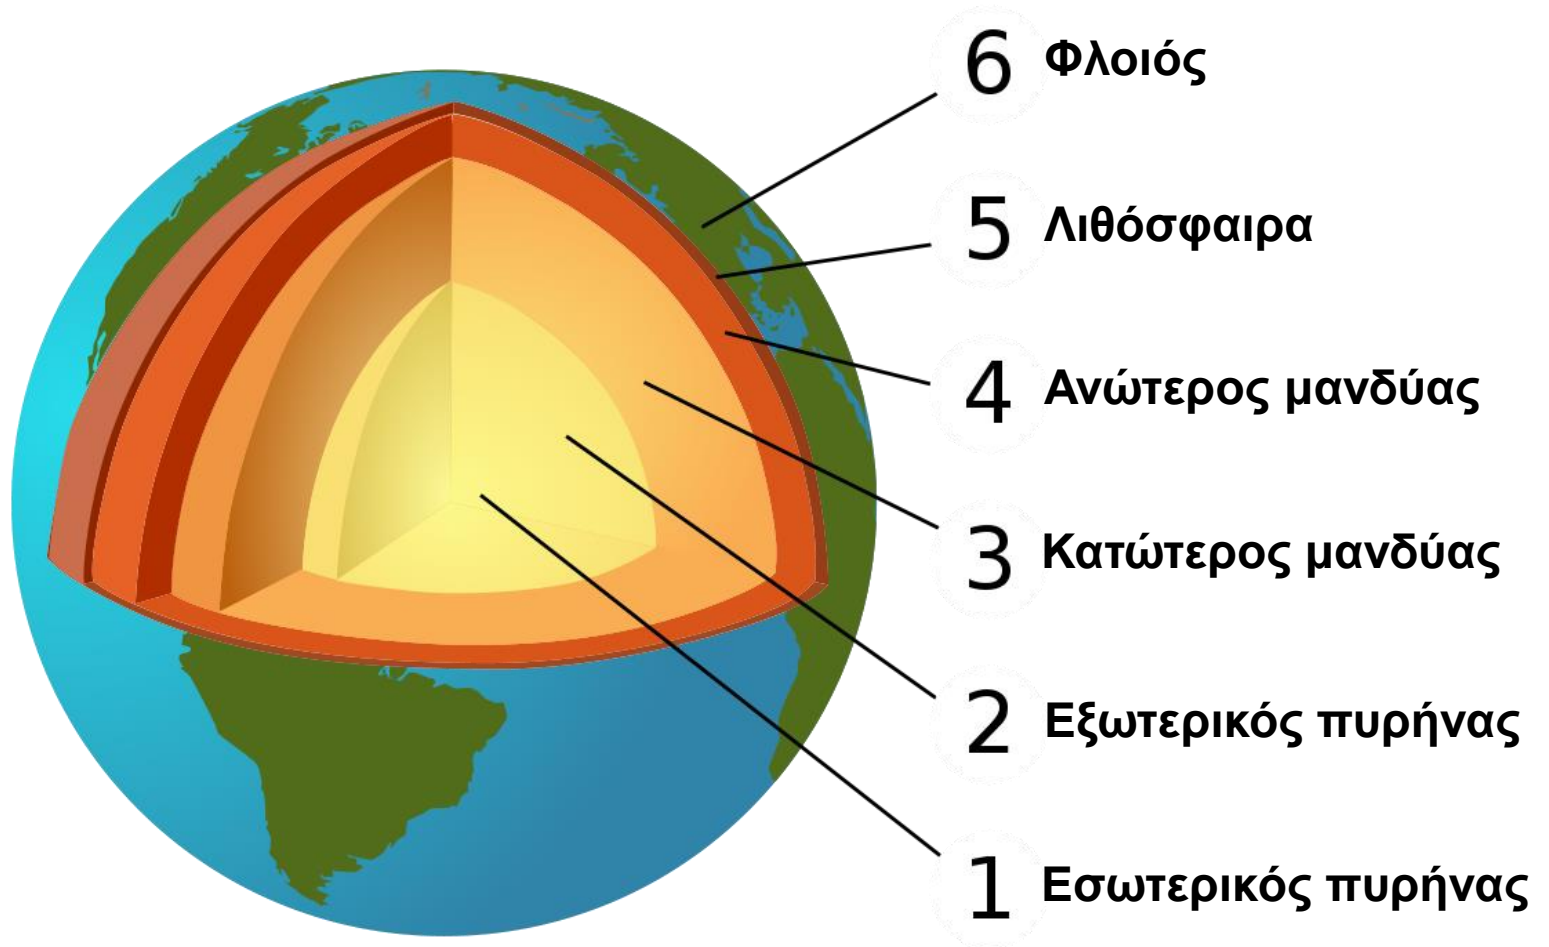 6 Φλοιός
5 Λιθόσφαιρα
4 Ανώτερος μανδύας
3 Κατώτερος μανδύας
2 Εξωτερικός πυρήνας
1 Εσωτερικός πυρήνας